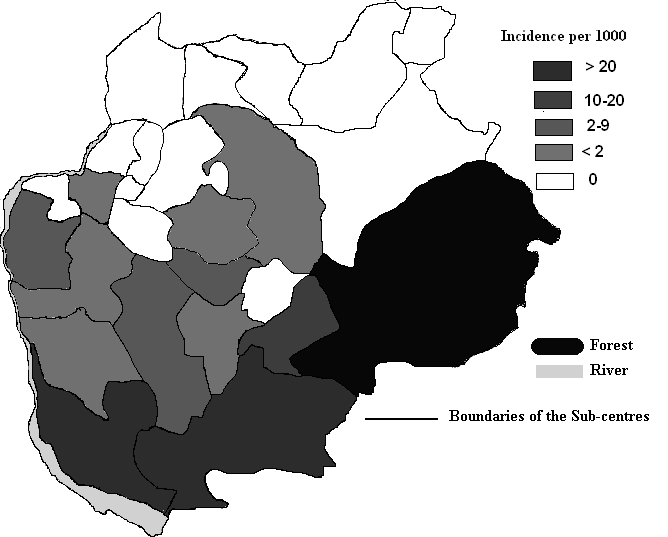 Incidence per 1000
> 20
10-20
2-9
< 2
0
Forest
River
Boundaries of the Sub-centres